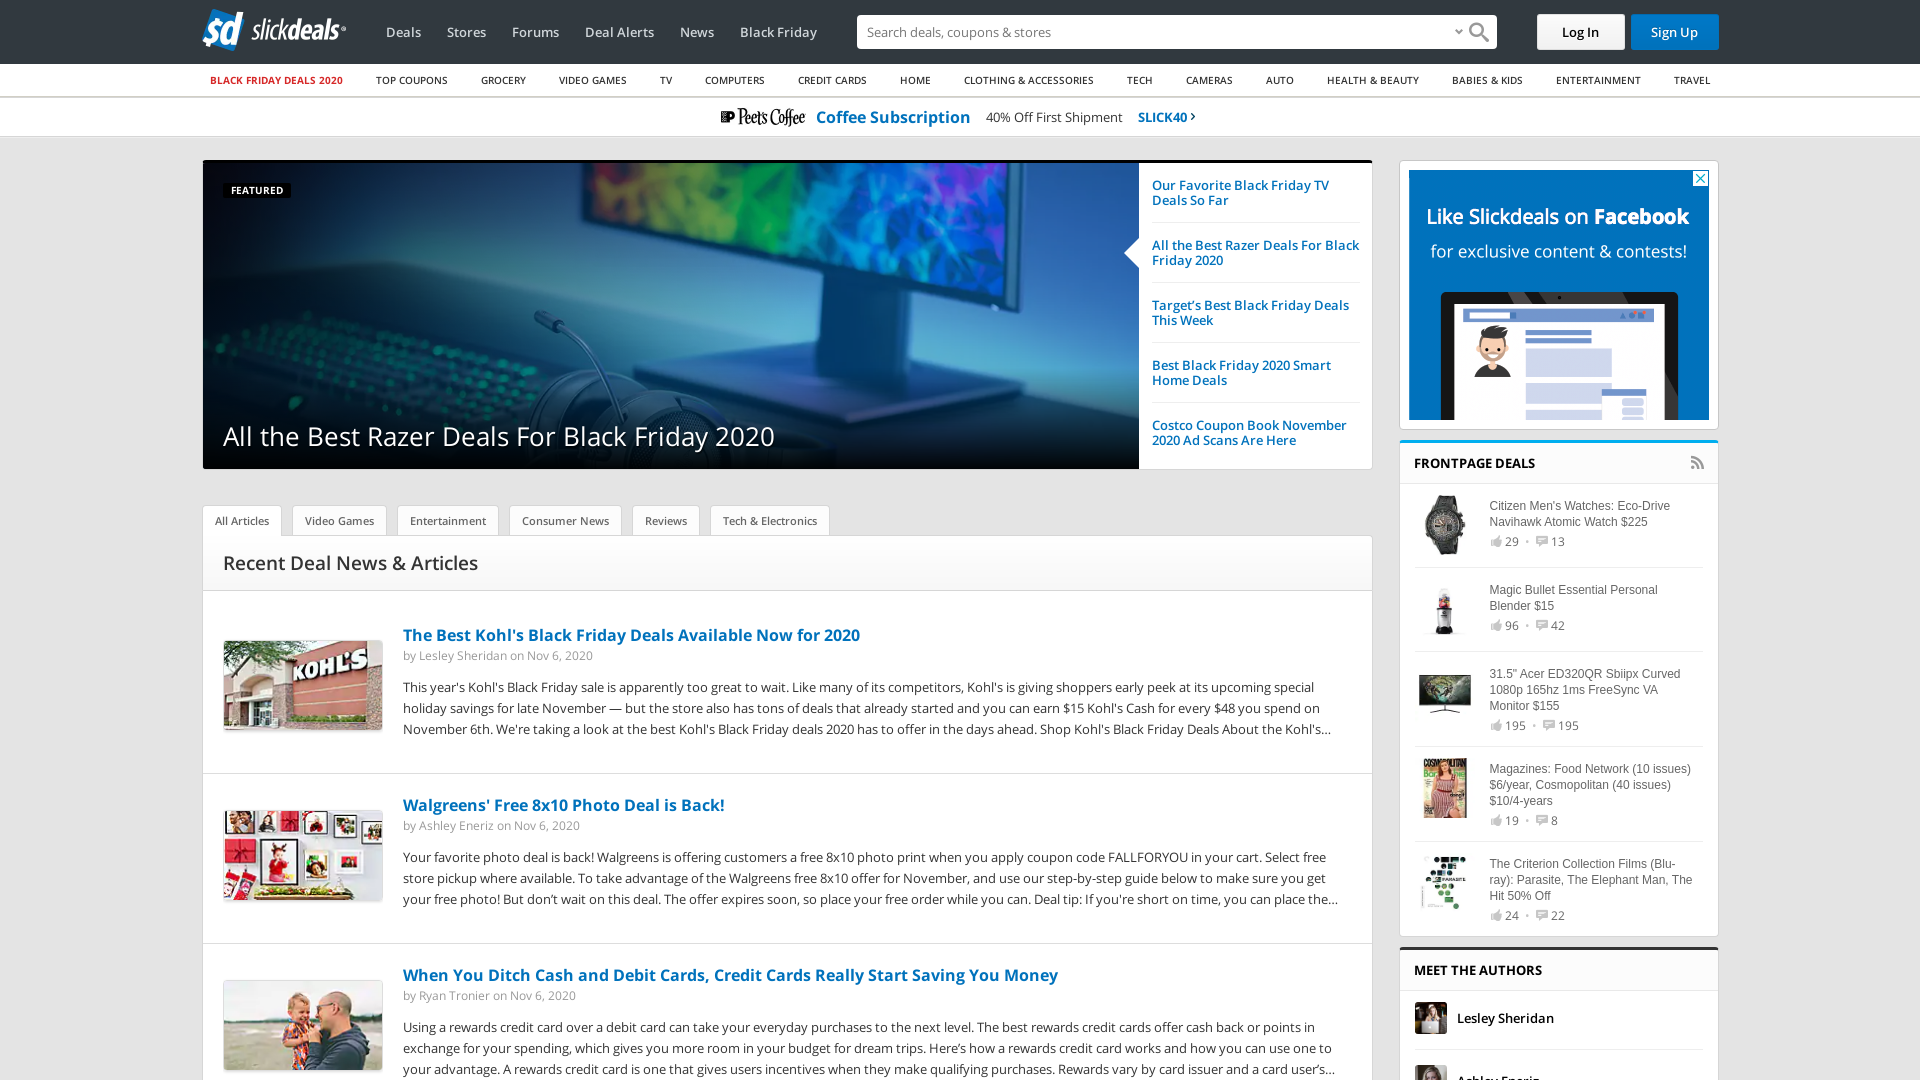 slickdeals
Deals
Stores
Forums
Deal Alerts
News
Black Friday
Search deals, coupons & stores
Log In
Sign Up
BLACK FRIDAY DEALS 2020
TOP COUPONS
GROCERY
VIDEO GAMES
TV
COMPUTERS
CREDIT CARDS
HOME
CLOTHING & ACCESSORIES
TECH
CAMERAS
AUTO
HEALTH & BEAUTY
BABIES & KIDS
ENTERTAINMENT
TRAVEL
Peet's Coffee
Coffee Subscription
40% Off First Shipment
SLICK40
FEATURED
All the Best Razer Deals For Black Friday 2020
Our Favorite Black Friday TV
Deals So Far
All the Best Razer Deals For Black
Friday 2020
Target’s Best Black Friday Deals
This Week
Best Black Friday 2020 Smart
Home Deals
Costco Coupon Book November
2020 Ad Scans Are Here
Like Slickdeals on Facebook
for exclusive content & contests!
All Articles
Video Games
Entertainment
Consumer News
Reviews
Tech & Electronics
Recent Deal News & Articles
KOHL'S
The Best Kohl's Black Friday Deals Available Now for 2020
by Lesley Sheridan on Nov 6, 2020
This year's Kohl's Black Friday sale is apparently too great to wait. Like many of its competitors, Kohl's is giving shoppers early peek at its upcoming special
holiday savings for late November — but the store also has tons of deals that already started and you can earn $15 Kohl's Cash for every $48 you spend on
November 6th. We're taking a look at the best Kohl's Black Friday deals 2020 has to offer in the days ahead. Shop Kohl's Black Friday Deals About the Kohl's…
Walgreens' Free 8x10 Photo Deal is Back!
by Ashley Eneriz on Nov 6, 2020
Your favorite photo deal is back! Walgreens is offering customers a free 8x10 photo print when you apply coupon code FALLFORYOU in your cart. Select free
store pickup where available. To take advantage of the Walgreens free 8x10 offer for November, and use our step-by-step guide below to make sure you get
your free photo! But don’t wait on this deal. The offer expires soon, so place your free order while you can. Deal tip: If you're short on time, you can place the…
When You Ditch Cash and Debit Cards, Credit Cards Really Start Saving You Money
by Ryan Tronier on Nov 6, 2020
Using a rewards credit card over a debit card can take your everyday purchases to the next level. The best rewards credit cards offer cash back or points in
exchange for your spending, which gives you more room in your budget for dream trips. Here’s how a rewards credit card works and how you can use one to
your advantage. A rewards credit card is one that gives users incentives when they make qualifying purchases. Rewards vary by card issuer and a card user’s…
FRONTPAGE DEALS
Citizen Men's Watches: Eco-Drive
Navihawk Atomic Watch $225
29 • 13
Magic Bullet Essential Personal
Blender $15
96 • 42
31.5" Acer ED320QR Sbiipx Curved
1080p 165hz 1ms FreeSync VA
Monitor $155
195 • 195
COSMOPOLITAN
Magazines: Food Network (10 issues)
$6/year, Cosmopolitan (40 issues)
$10/4-years
19 • 8
PARASITE
The Criterion Collection Films (Blu-
ray): Parasite, The Elephant Man, The
Hit 50% Off
24 • 22
MEET THE AUTHORS
Lesley Sheridan
Ashley Eneriz